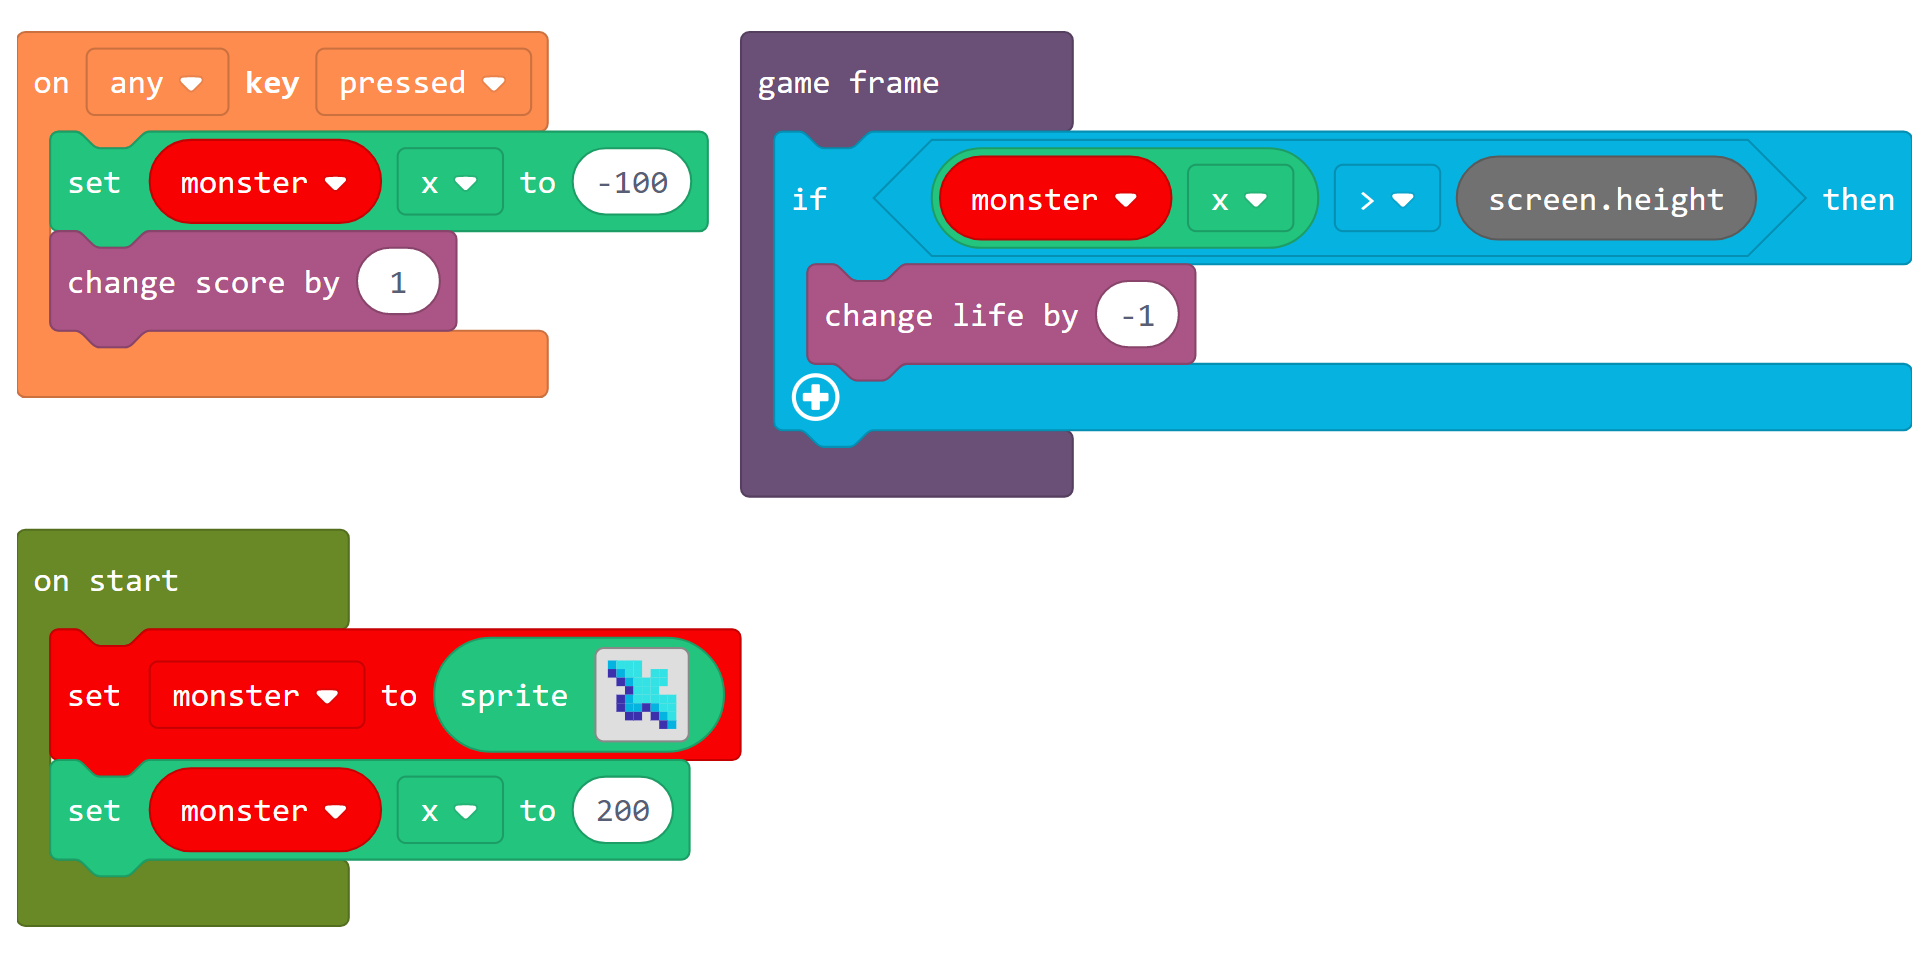 on any key pressed
set monster x to -100
change score by 1
game frame
if monster x > screen.height then
change life by -1
on start
set monster to sprite
set monster x to 200